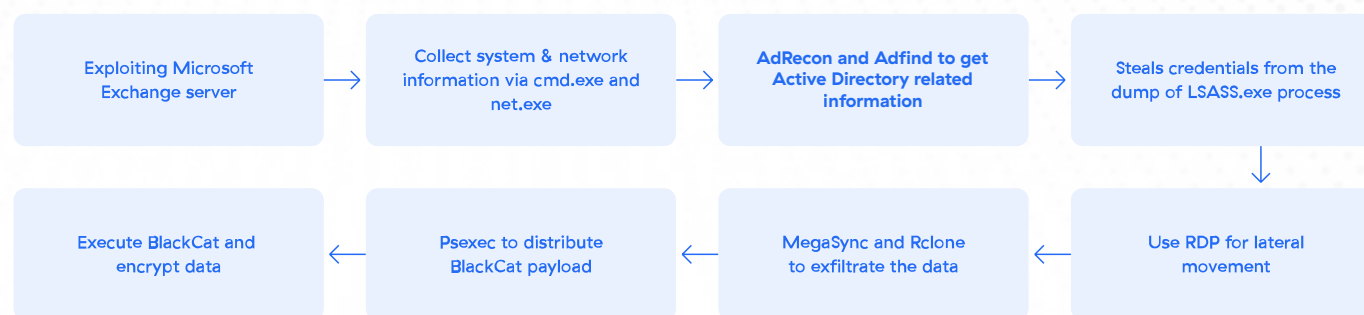 Exploiting Microsoft
Exchange server
Collect system & network
information via cmd.exe and
net.exe
AdRecon and Adfind to get
Active Directory related
information
Steals credentials from the
dump of LSASS.exe process
Use RDP for lateral
movement
MegaSync and Rclone
to exfiltrate the data
Psexec to distribute
BlackCat payload
Execute BlackCat and
encrypt data